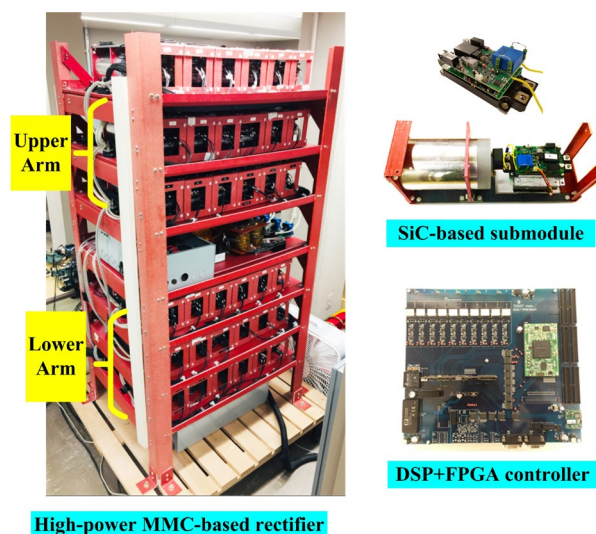 Upper
Arm
SiC-based submodule
Lower
Arm
DSP+FPGA controller
High-power MMC-based rectifier